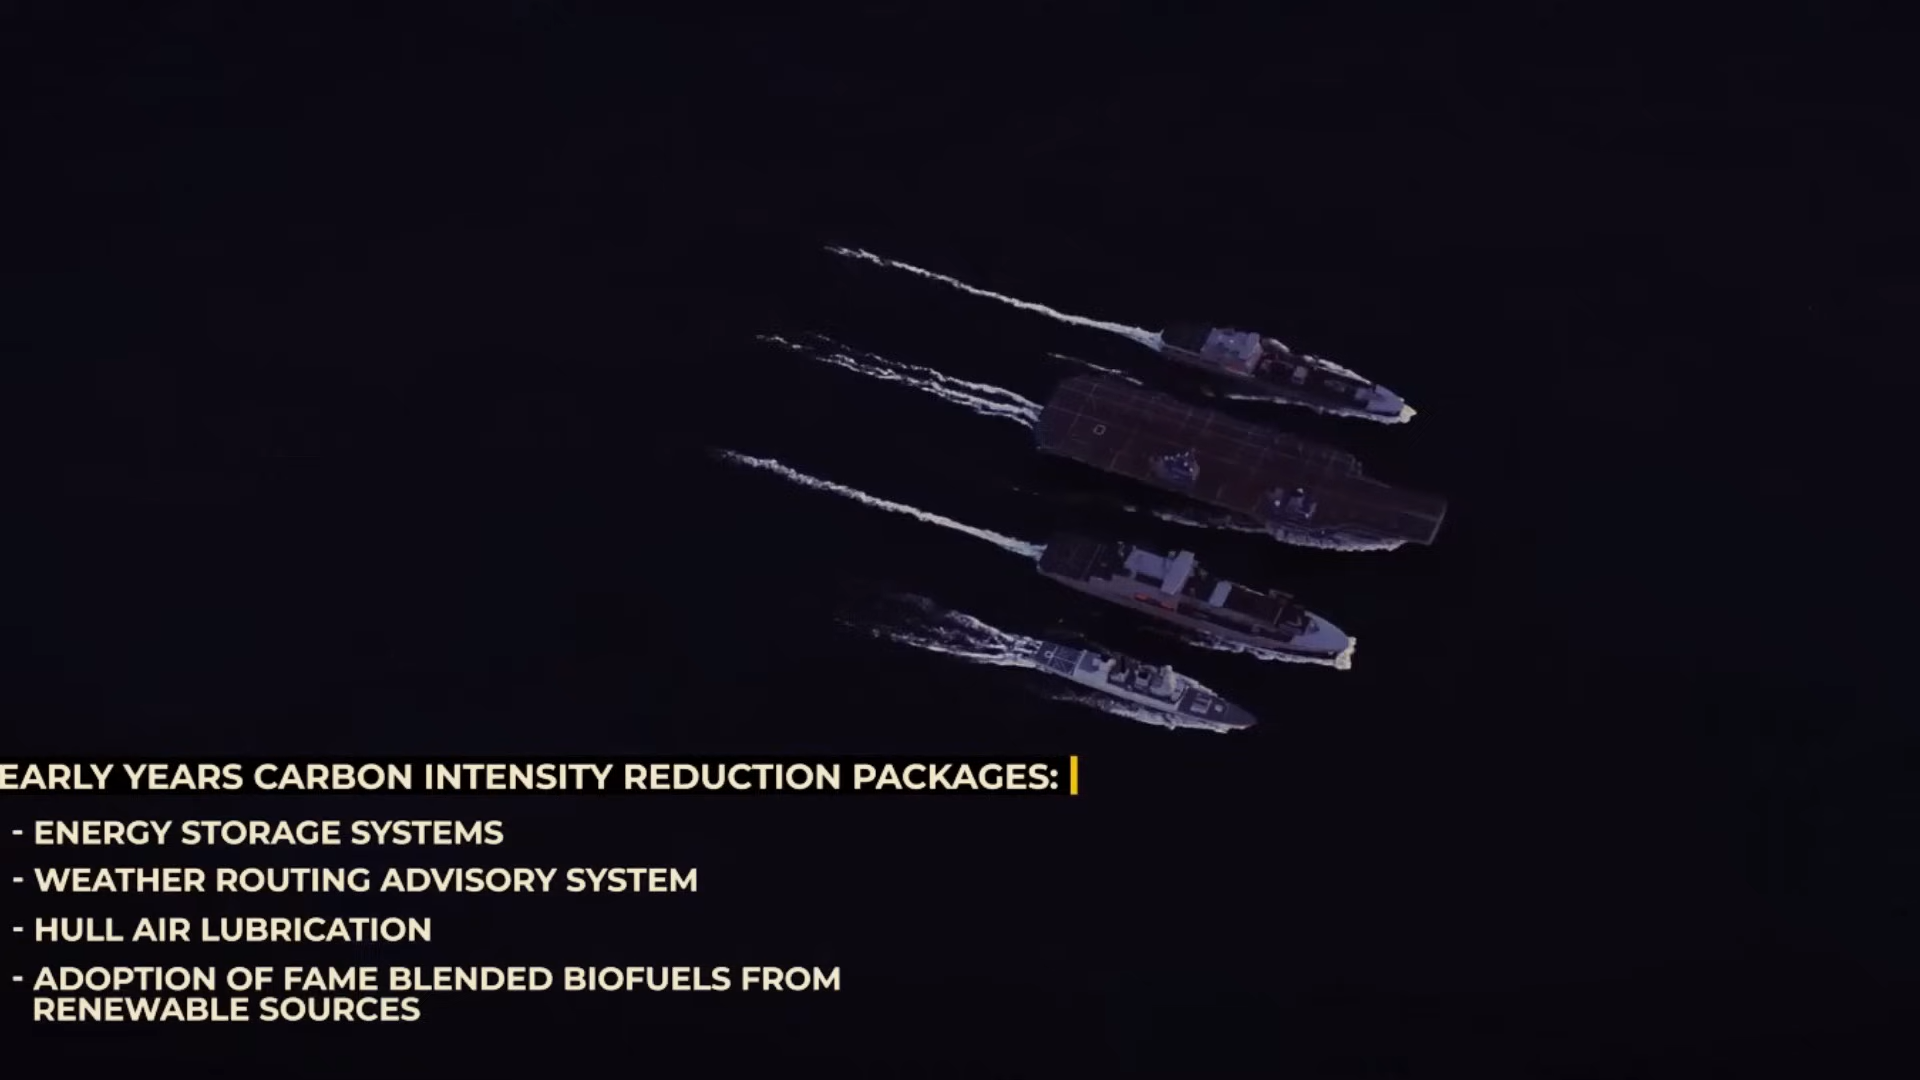 EARLY YEARS CARBON INTENSITY REDUCTION PACKAGES:
- ENERGY STORAGE SYSTEMS
- WEATHER ROUTING ADVISORY SYSTEM
- HULL AIR LUBRICATION
- ADOPTION OF FAME BLENDED BIOFUELS FROM
RENEWABLE SOURCES